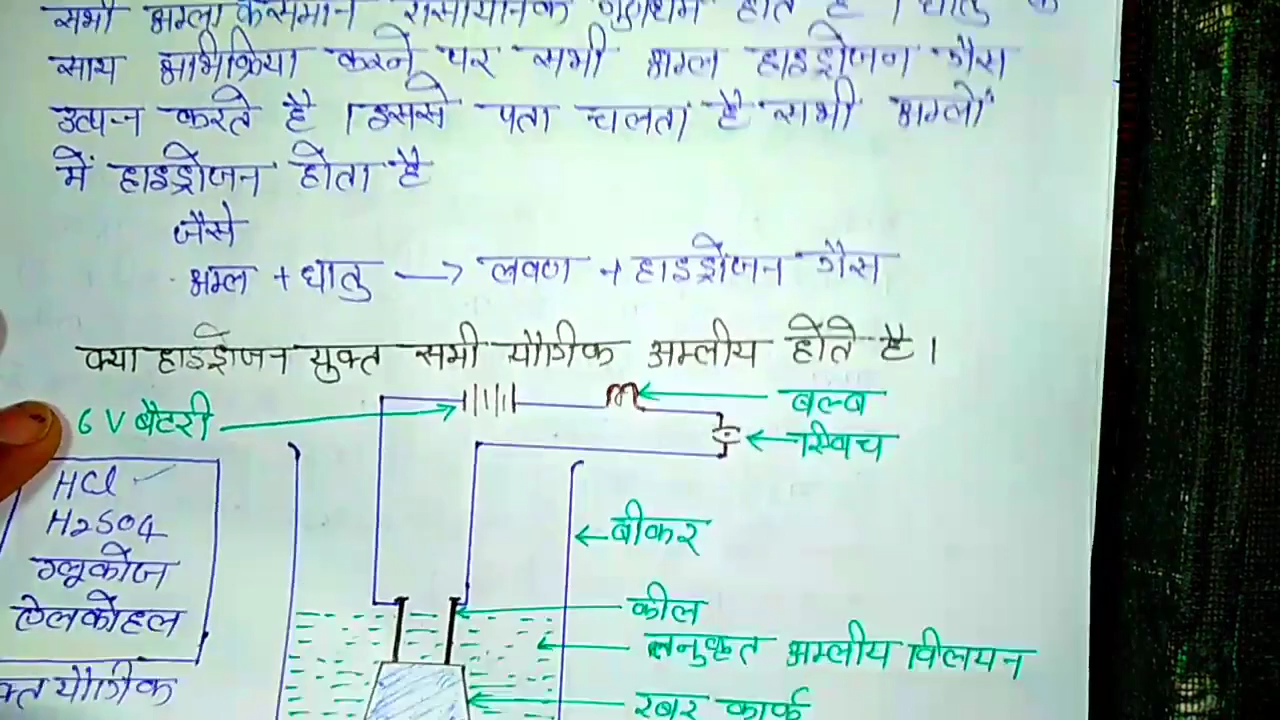 सभी अम्लों के समान रासायनिक गुणधर्म होते है । धातु के
साथ अभिक्रिया करने पर सभी अम्ल हाइड्रोजन गैस
उत्पन्न करते है । इससे पता चलता है सभी अम्लों
में हाइड्रोजन होता है
जैसे
अम्ल + धातु → लवण + हाइड्रोजन गैस
क्या हाइड्रोजन युक्त सभी यौगिक अम्लीय होते है ।
6 V बैटरी
बल्ब
स्विच
HCl
H2SO4
ग्लूकोज
ऐलकोहल
क्त यौगिक
बीकर
कील
तनुकृत अम्लीय विलयन
रबर कार्क